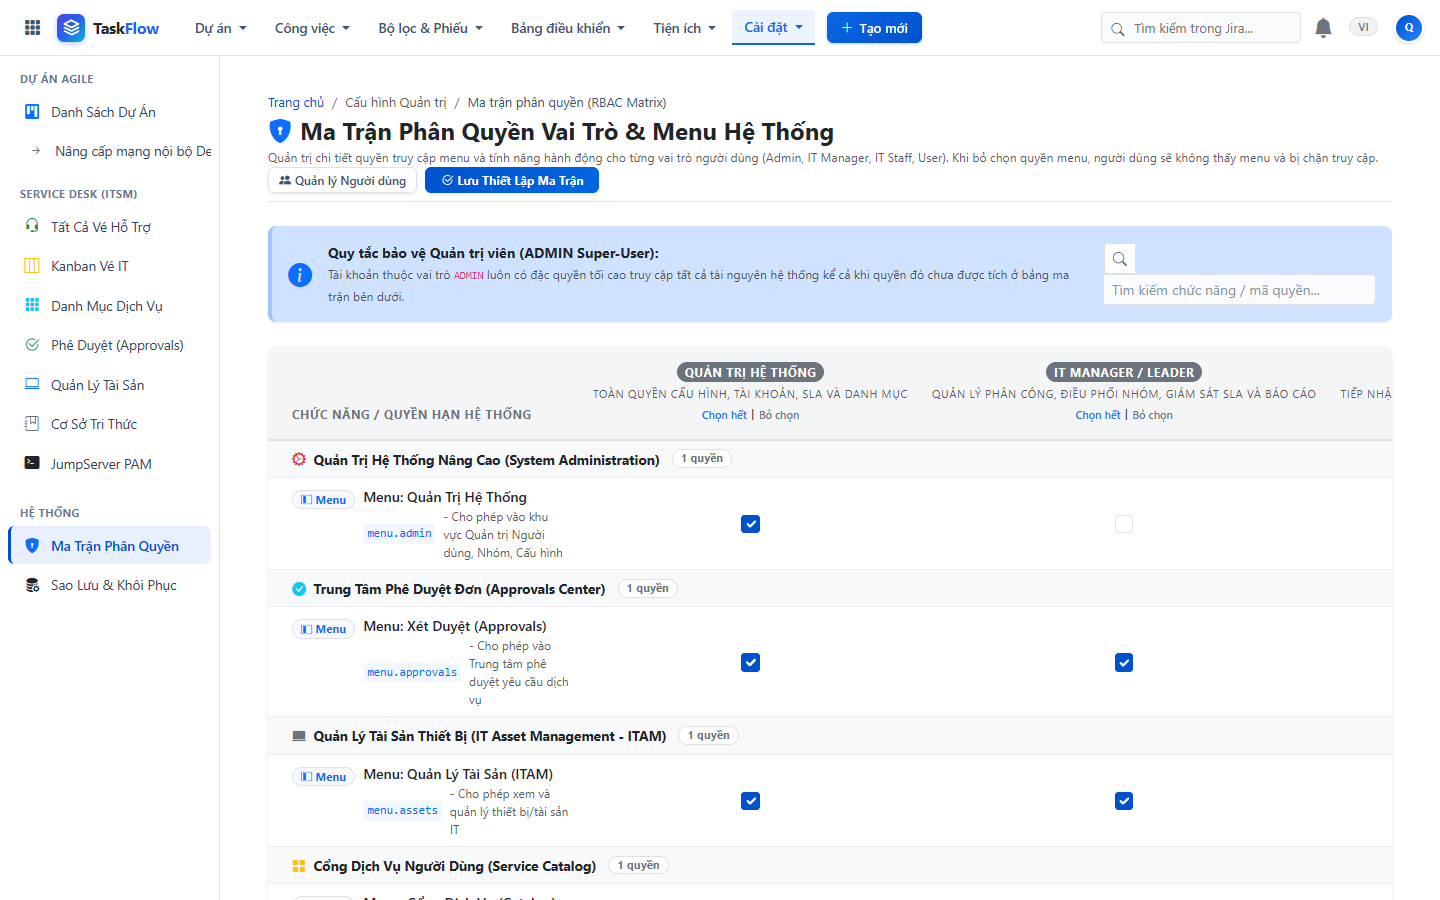 TaskFlow
Dự án
Công việc
Bộ lọc & Phiếu
Bảng điều khiển
Tiện ích
Cài đặt
+ Tạo mới
Tìm kiếm trong Jira...
VI
Q
DỰ ÁN AGILE
Danh Sách Dự Án
→ Nâng cấp mạng nội bộ De
SERVICE DESK (ITSM)
Tất Cả Vé Hỗ Trợ
Kanban Vé IT
Danh Mục Dịch Vụ
Phê Duyệt (Approvals)
Quản Lý Tài Sản
Cơ Sở Tri Thức
JumpServer PAM
HỆ THỐNG
Ma Trận Phân Quyền
Sao Lưu & Khôi Phục
Trang chủ / Cấu hình Quản trị / Ma trận phân quyền (RBAC Matrix)
Ma Trận Phân Quyền Vai Trò & Menu Hệ Thống
Quản trị chi tiết quyền truy cập menu và tính năng hành động cho từng vai trò người dùng (Admin, IT Manager, IT Staff, User). Khi bỏ chọn quyền menu, người dùng sẽ không thấy menu và bị chặn truy cập.
Quản lý Người dùng
Lưu Thiết Lập Ma Trận
Quy tắc bảo vệ Quản trị viên (ADMIN Super-User):
Tài khoản thuộc vai trò ADMIN luôn có đặc quyền tối cao truy cập tất cả tài nguyên hệ thống kể cả khi quyền đó chưa được tích ở bảng ma
trận bên dưới.
Tìm kiếm chức năng / mã quyền...
CHỨC NĂNG / QUYỀN HẠN HỆ THỐNG
QUẢN TRỊ HỆ THỐNG
TOÀN QUYỀN CẤU HÌNH, TÀI KHOẢN, SLA VÀ DANH MỤC
Chọn hết | Bỏ chọn
IT MANAGER / LEADER
QUẢN LÝ PHÂN CÔNG, ĐIỀU PHỐI NHÓM, GIÁM SÁT SLA VÀ BÁO CÁO
Chọn hết | Bỏ chọn
TIẾP NHẬ
Quản Trị Hệ Thống Nâng Cao (System Administration) 1 quyền
Menu
Menu: Quản Trị Hệ Thống
menu.admin
- Cho phép vào khu
vực Quản trị Người
dùng, Nhóm, Cấu hình
Trung Tâm Phê Duyệt Đơn (Approvals Center) 1 quyền
Menu
Menu: Xét Duyệt (Approvals)
menu.approvals
- Cho phép vào
Trung tâm phê
duyệt yêu cầu dịch
vụ
Quản Lý Tài Sản Thiết Bị (IT Asset Management - ITAM) 1 quyền
Menu
Menu: Quản Lý Tài Sản (ITAM)
menu.assets
- Cho phép xem và
quản lý thiết bị/tài sản
IT
Cổng Dịch Vụ Người Dùng (Service Catalog) 1 quyền